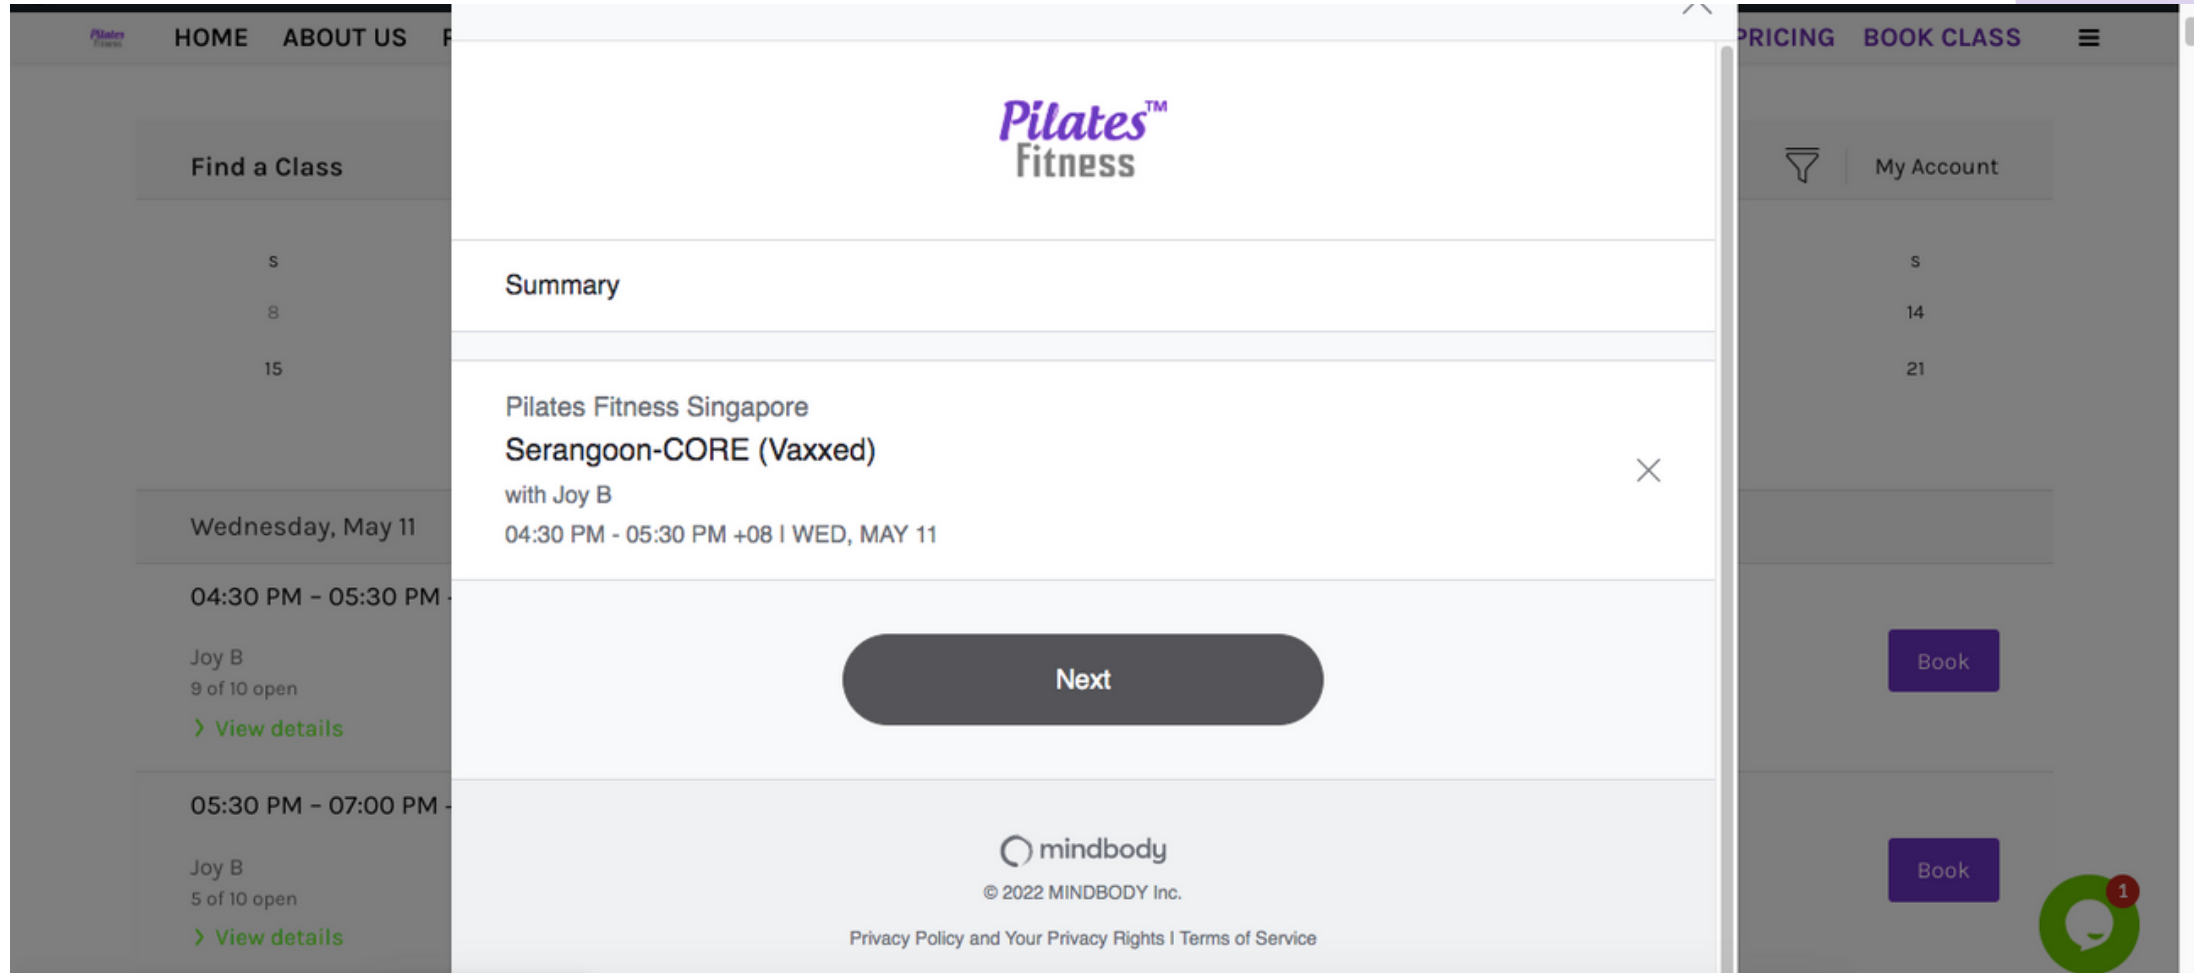 Pilates
Fitness
HOME ABOUT US
PRICING BOOK CLASS
Find a Class
My Account
S
S
8
14
15
21
Wednesday, May 11
04:30 PM – 05:30 PM
Joy B
9 of 10 open
View details
Book
05:30 PM – 07:00 PM
Joy B
5 of 10 open
View details
Book
1
Pilates™
Fitness
Summary
Pilates Fitness Singapore
Serangoon-CORE (Vaxxed)
with Joy B
04:30 PM - 05:30 PM +08 | WED, MAY 11
Next
mindbody
© 2022 MINDBODY Inc.
Privacy Policy and Your Privacy Rights | Terms of Service